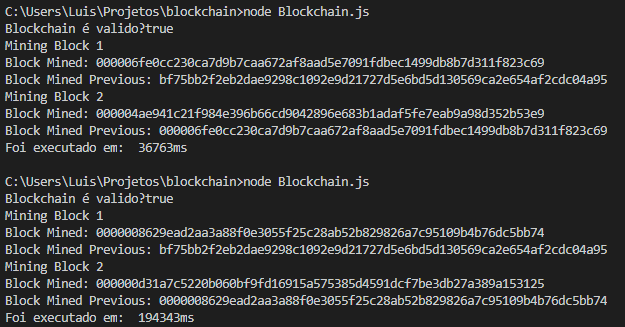 C:\Users\Luis\Projetos\blockchain>node Blockchain.js
Blockchain é valido?true
Mining Block 1
Block Mined: 000006fe0cc230ca7d9b7caa672af8aad5e7091fdbec1499db8b7d311f823c69
Block Mined Previous: bf75bb2f2eb2dae9298c1092e9d21727d5e6bd5d130569ca2e654af2cdc04a95
Mining Block 2
Block Mined: 000004ae941c21f984e396b66cd9042896e683b1adaf5fe7eab9a98d352b53e9
Block Mined Previous: 000006fe0cc230ca7d9b7caa672af8aad5e7091fdbec1499db8b7d311f823c69
Foi executado em:  36763ms
C:\Users\Luis\Projetos\blockchain>node Blockchain.js
Blockchain é valido?true
Mining Block 1
Block Mined: 0000008629ead2aa3a88f0e3055f25c28ab52b829826a7c95109b4b76dc5bb74
Block Mined Previous: bf75bb2f2eb2dae9298c1092e9d21727d5e6bd5d130569ca2e654af2cdc04a95
Mining Block 2
Block Mined: 000000d31a7c5220b060bf9fd16915a575385d4591dcf7be3db27a389a153125
Block Mined Previous: 0000008629ead2aa3a88f0e3055f25c28ab52b829826a7c95109b4b76dc5bb74
Foi executado em:  194343ms